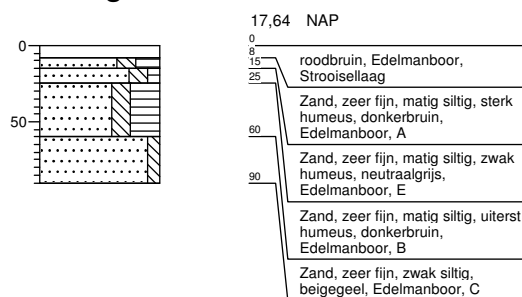 17,64 NAP
0
0
8
15
25
roodbruin, Edelmanboor,
Strooisellaag
Zand, zeer fijn, matig siltig, sterk
humeus, donkerbruin,
Edelmanboor, A
50
60
Zand, zeer fijn, matig siltig, zwak
humeus, neutraalgrijs,
Edelmanboor, E
90
Zand, zeer fijn, matig siltig, uiterst
humeus, donkerbruin,
Edelmanboor, B
Zand, zeer fijn, zwak siltig,
beigegeel, Edelmanboor, C